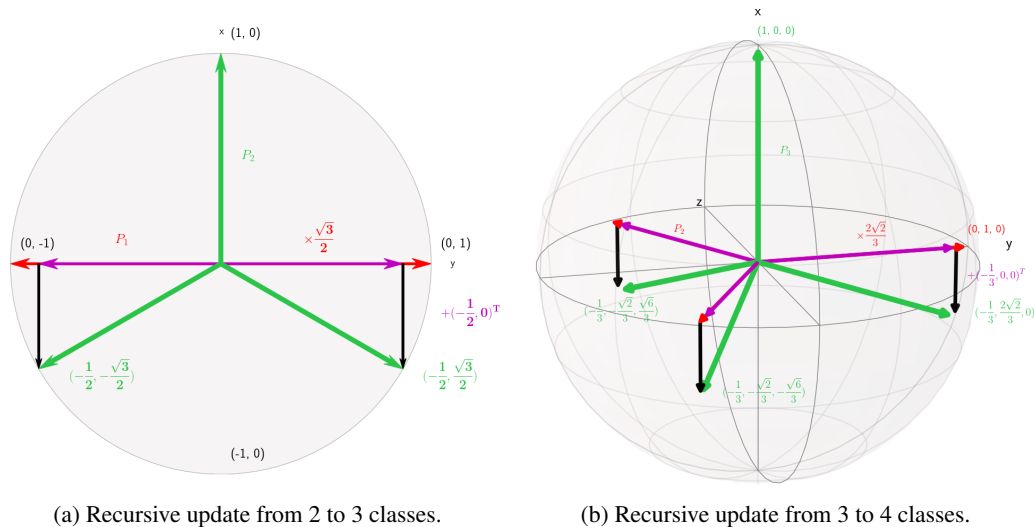 x (1, 0)
P₂
(0, -1)
P₁
×√3/2
(0, 1)
y
+(-1/2, 0)ᵀ
(-1/2, -√3/2)
(-1/2, √3/2)
(-1, 0)
(a) Recursive update from 2 to 3 classes.
x
(1, 0, 0)
P₃
z
P₂
×2√2/3
(0, 1, 0)
y
+(-1/3, 0, 0)ᵀ
(-1/3, -√2/3, √6/3)
(-1/3, 2√2/3, 0)
(-1/3, -√2/3, -√6/3)
(b) Recursive update from 3 to 4 classes.